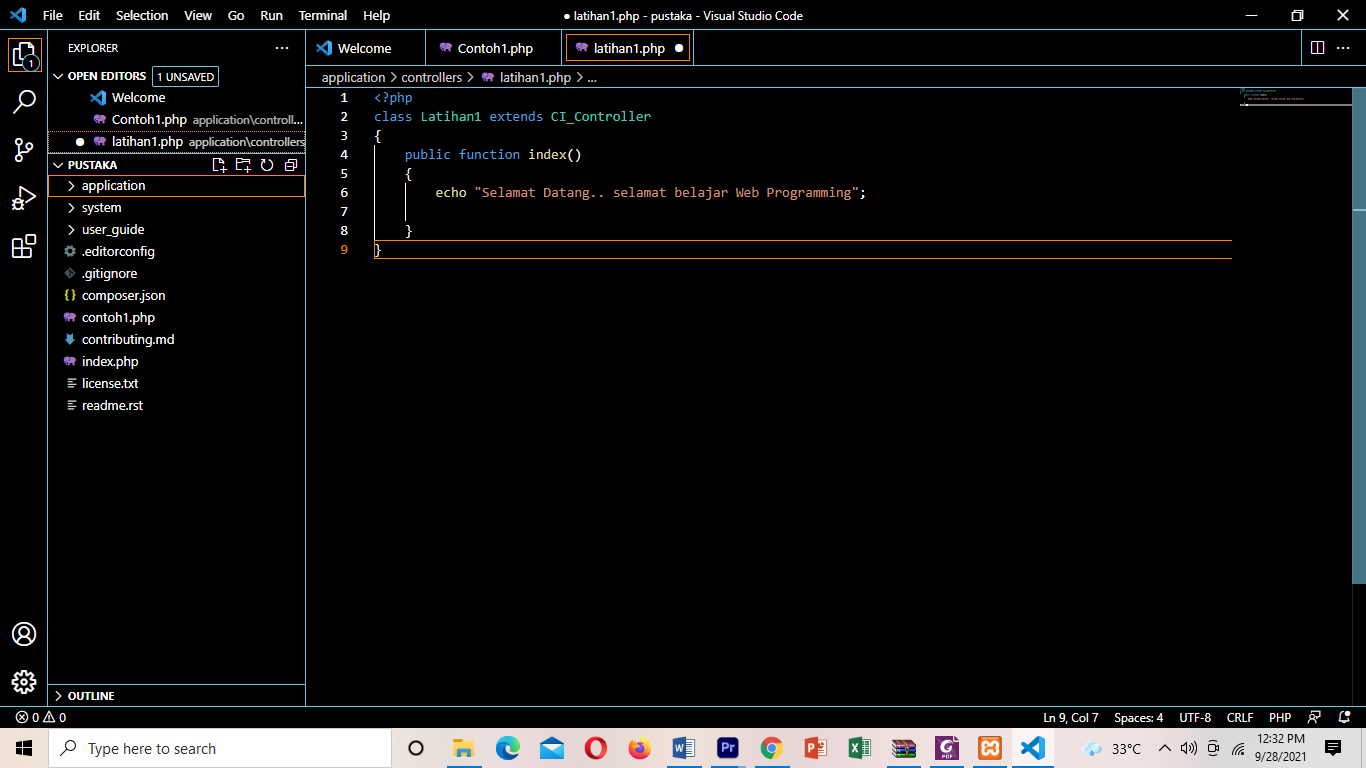 File Edit Selection View Go Run Terminal Help ● latihan1.php - pustaka - Visual Studio Code
EXPLORER ···
Welcome Contoh1.php latihan1.php ●
OPEN EDITORS 1 UNSAVED
Welcome
Contoh1.php application\controll...
● latihan1.php application\controllers
PUSTAKA
application
system
user_guide
.editorconfig
.gitignore
composer.json
contoh1.php
contributing.md
index.php
license.txt
readme.rst
OUTLINE
application > controllers > latihan1.php > ...
1 <?php
2 class Latihan1 extends CI_Controller
3 {
4 public function index()
5 {
6 echo "Selamat Datang.. selamat belajar Web Programming";
7
8 }
9 }
1
0 0
Ln 9, Col 7 Spaces: 4 UTF-8 CRLF PHP
Type here to search
33°C
12:32 PM
9/28/2021